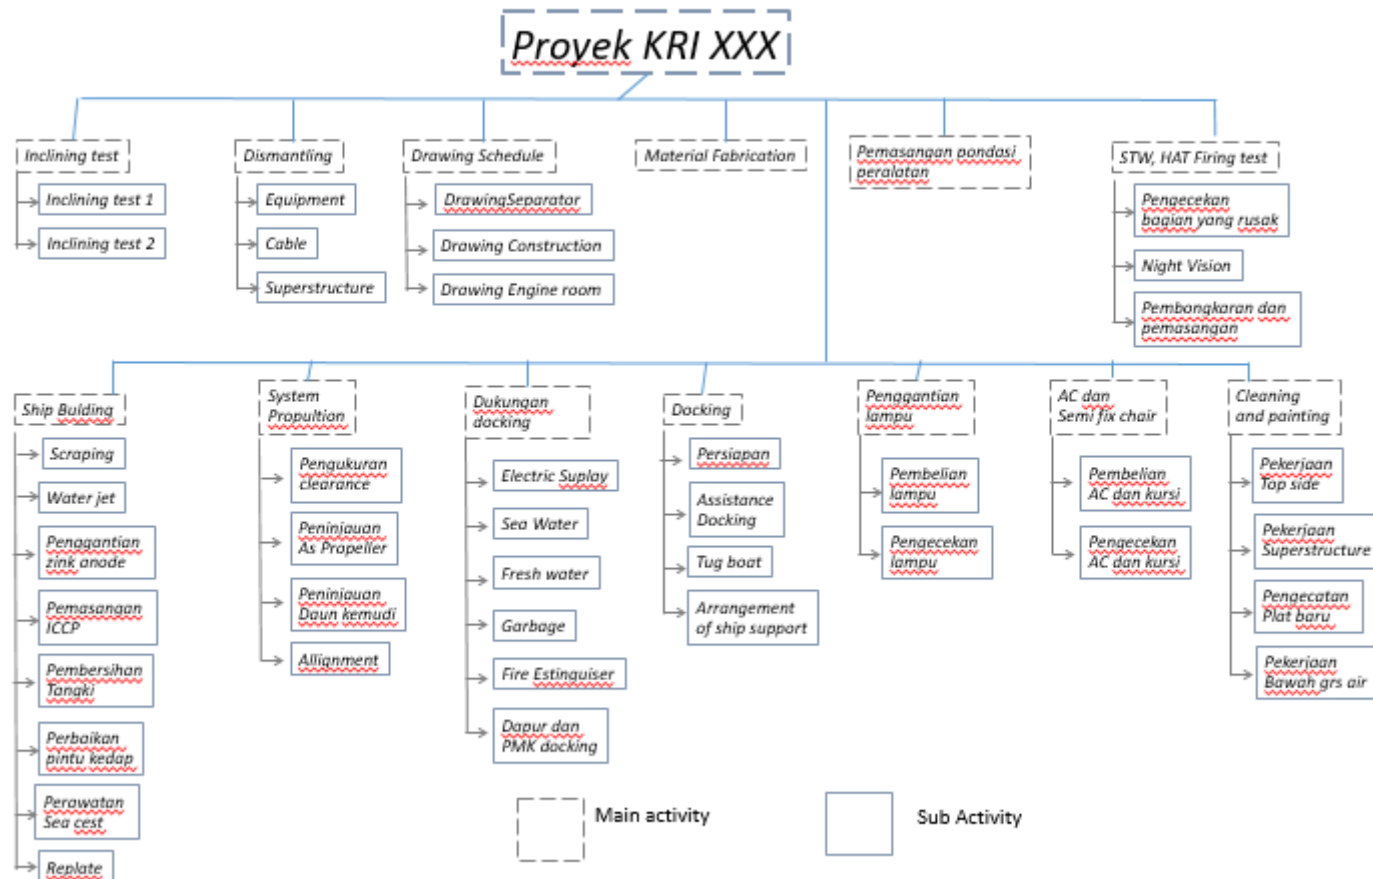 Proyek KRI XXX
Inclining test
Inclining test 1
Inclining test 2
Dismantling
Equipment
Cable
Superstructure
Drawing Schedule
DrawingSeparator
Drawing Construction
Drawing Engine room
Material Fabrication
Pemasangan pondasi
peralatan
STW, HAT Firing test
Pengecekan
bagian yang rusak
Night Vision
Pembongkaran dan
pemasangan
Ship Bulding
Scraping
Water jet
Penggantian
zink anode
Pemasangan
ICCP
Pembersihan
Tangki
Perbaikan
pintu kedap
Perawatan
Sea cest
Replate
System
Propultion
Pengukuran
clearance
Peninjauan
As Propeller
Peninjauan
Daun kemudi
Allignment
Dukungan
docking
Electric Suplay
Sea Water
Fresh water
Garbage
Fire Estinguiser
Dapur dan
PMK docking
Docking
Persiapan
Assistance
Docking
Tug boat
Arrangement
of ship support
Penggantian
lampu
Pembelian
lampu
Pengecekan
lampu
AC dan
Semi fix chair
Pembelian
AC dan kursi
Pengecekan
AC dan kursi
Cleaning
and painting
Pekerjaan
Top side
Pekerjaan
Superstructure
Pengecatan
Plat baru
Pekerjaan
Bawah grs air
Main activity
Sub Activity